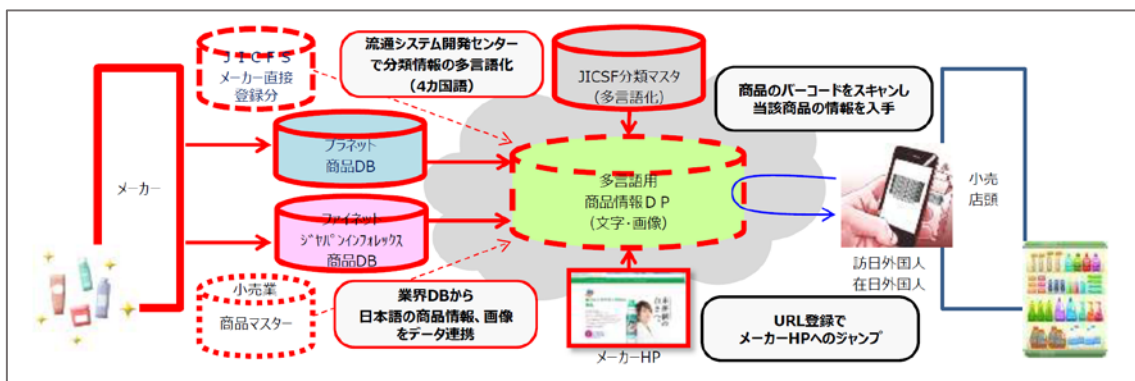 ＪＩＣＦＳ
メーカー直接
登録分
流通システム開発センター
で分類情報の多言語化
（4カ国語）
JICSF分類マスタ
（多言語化）
商品のバーコードをスキャンし
当該商品の情報を入手
メーカー
プラネット
商品DB
多言語用
商品情報ＤＰ
（文字・画像）
小売
店頭
ファイネット
ジャパンインフォレックス
商品DB
訪日外国人
在日外国人
小売業
商品マスター
業界DBから
日本語の商品情報、画像
をデータ連携
メーカーHP
URL登録で
メーカーHPへのジャンプ